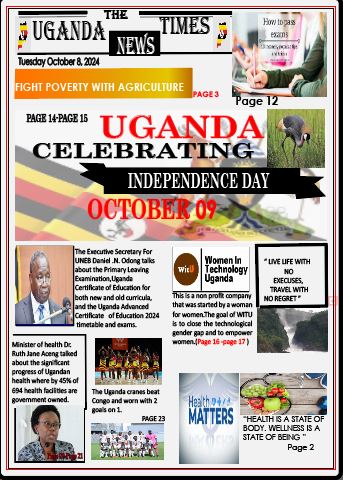 THE
UGANDA TIMES
NEWS
Tuesday October 8, 2024
How to pass
exams
FIGHT POVERTY WITH AGRICULTURE
PAGE 3
Page 12
PAGE 14-PAGE 15
UGANDA
CELEBRATING
INDEPENDENCE DAY
OCTOBER 09
The Executive Secretary For
UNEB Daniel .N. Odong talks
about the Primary Leaving
Examination,Uganda
Certificate of Education for
both new and old curricula,
and the Uganda Advanced
Certificate of Education 2024
timetable and exams.
WitU
Women In
Technology
Uganda
This is a non profit company
that was started by a woman
for women.The goal of WITU
is to close the technological
gender gap and to empower
women.(Page 16 -page 17 )
" LIVE LIFE WITH
NO
EXECUSES,
TRAVEL WITH
NO REGRET "
Minister of health Dr.
Ruth Jane Aceng talked
about the significant
progress of Ugandan
health where by 45% of
694 health facilities are
government owned.
Page 20-Page 21
The Uganda cranes beat
Congo and worn with 2
goals on 1.
PAGE 23
Health
MATTERS
"HEALTH IS A STATE OF
BODY. WELLNESS IS A
STATE OF BEING "
Page 2